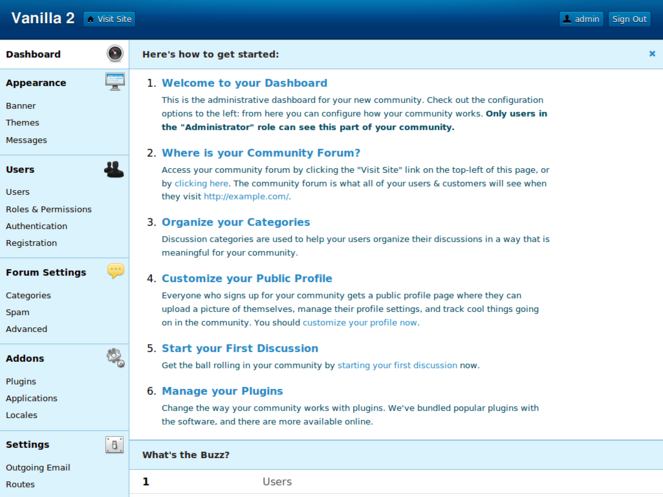 Vanilla 2
Visit Site
admin
Sign Out
Dashboard
Appearance
Banner
Themes
Messages
Users
Users
Roles & Permissions
Authentication
Registration
Forum Settings
Categories
Spam
Advanced
Addons
Plugins
Applications
Locales
Settings
Outgoing Email
Routes
Here's how to get started:
×
1. Welcome to your Dashboard
This is the administrative dashboard for your new community. Check out the configuration
options to the left: from here you can configure how your community works. Only users in
the "Administrator" role can see this part of your community.
2. Where is your Community Forum?
Access your community forum by clicking the "Visit Site" link on the top-left of this page, or
by clicking here. The community forum is what all of your users & customers will see when
they visit http://example.com/.
3. Organize your Categories
Discussion categories are used to help your users organize their discussions in a way that is
meaningful for your community.
4. Customize your Public Profile
Everyone who signs up for your community gets a public profile page where they can
upload a picture of themselves, manage their profile settings, and track cool things going
on in the community. You should customize your profile now.
5. Start your First Discussion
Get the ball rolling in your community by starting your first discussion now.
6. Manage your Plugins
Change the way your community works with plugins. We've bundled popular plugins with
the software, and there are more available online.
What's the Buzz?
1 Users